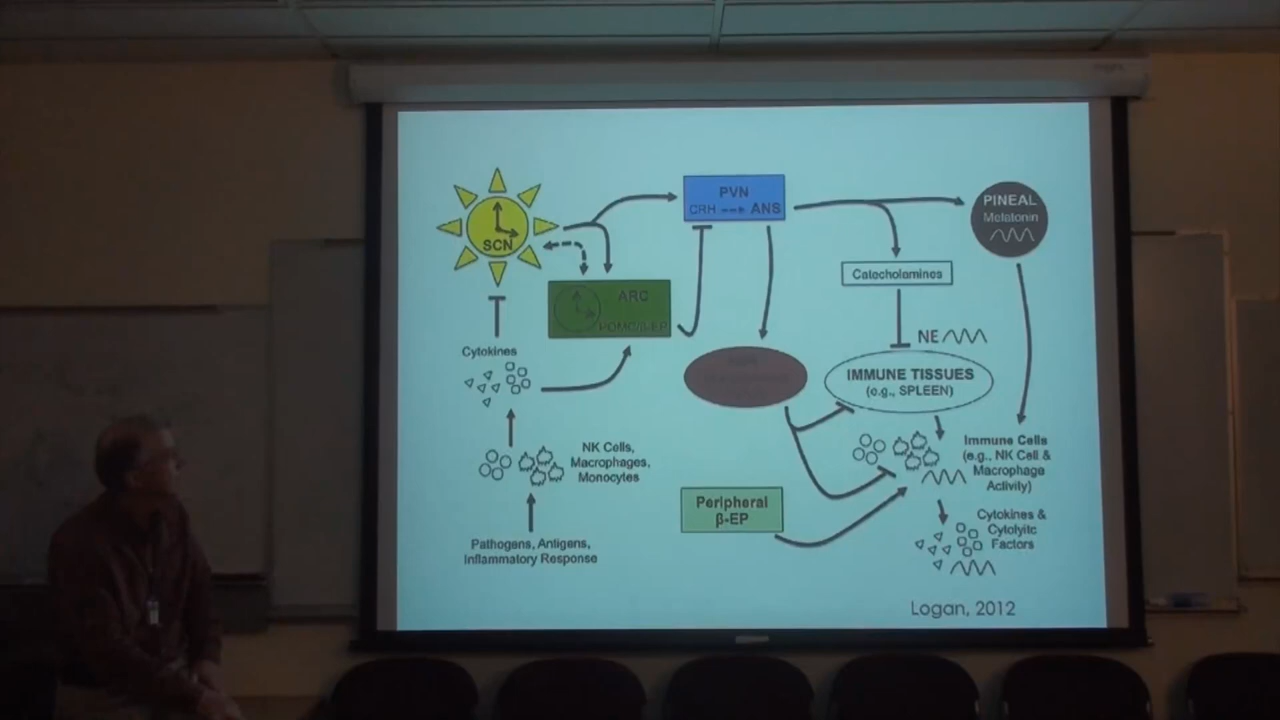 SCN
PVN
CRH ---> ANS
PINEAL
Melatonin
ARC
POMC/β-EP
Catecholamines
NE
Cytokines
IMMUNE TISSUES
(e.g., SPLEEN)
NK Cells,
Macrophages,
Monocytes
Immune Cells
(e.g., NK Cell &
Macrophage
Activity)
Peripheral
β-EP
Cytokines &
Cytolyitc
Factors
Pathogens, Antigens,
Inflammatory Response
Logan, 2012